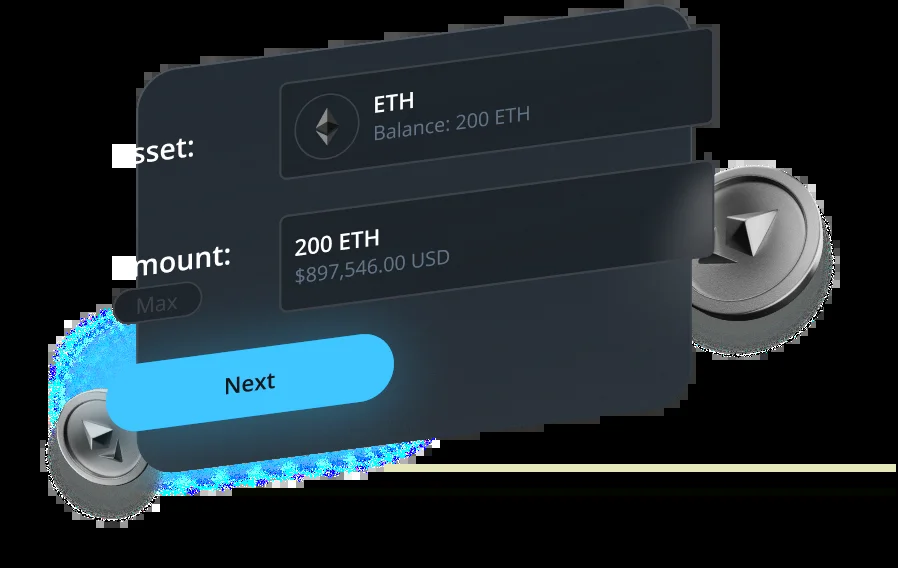 ETH
Balance: 200 ETH
sset:
200 ETH
mount:
$897,546.00 USD
Max
Next